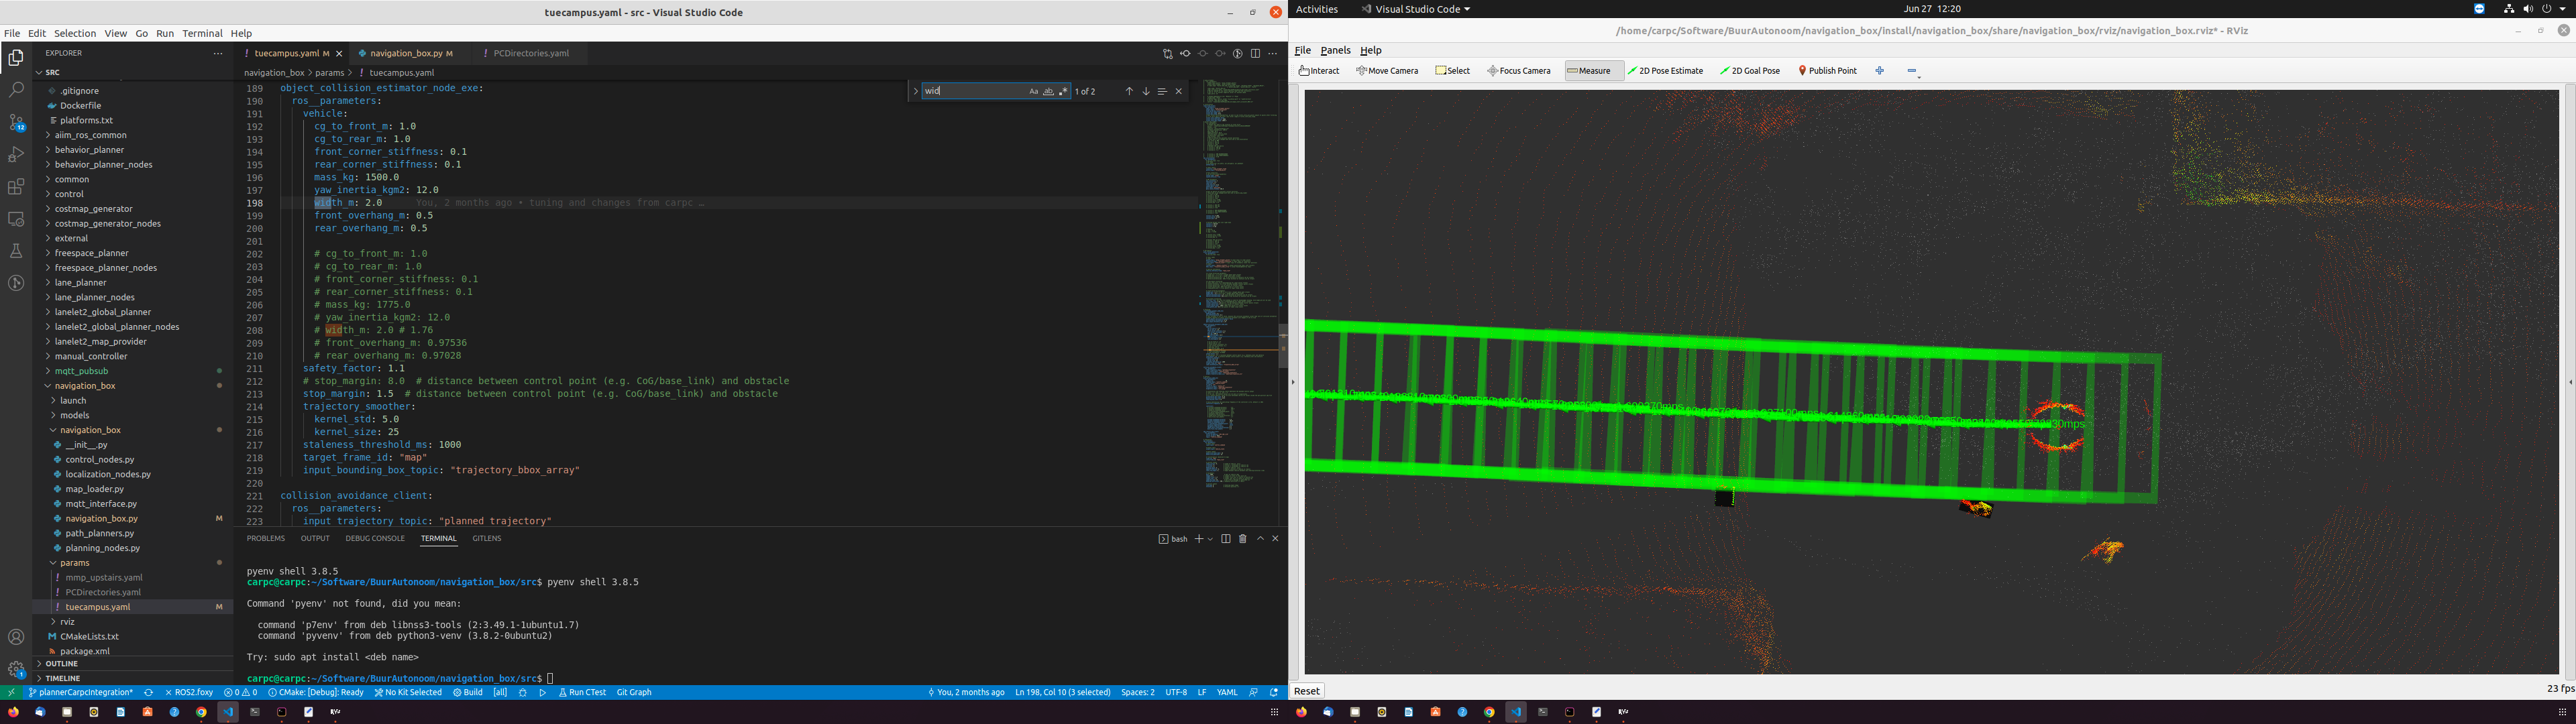 tuecampus.yaml - src - Visual Studio Code
File Edit Selection View Go Run Terminal Help
EXPLORER
SRC
.gitignore
Dockerfile
platforms.txt
aiim_ros_common
behavior_planner
behavior_planner_nodes
common
control
costmap_generator
costmap_generator_nodes
external
freespace_planner
freespace_planner_nodes
lane_planner
lane_planner_nodes
lanelet2_global_planner
lanelet2_global_planner_nodes
lanelet2_map_provider
manual_controller
mqtt_pubsub
navigation_box
launch
models
navigation_box
__init__.py
control_nodes.py
localization_nodes.py
map_loader.py
mqtt_interface.py
navigation_box.py M
path_planners.py
planning_nodes.py
params
mmp_upstairs.yaml
PCDirectories.yaml
tuecampus.yaml M
rviz
CMakeLists.txt
package.xml
OUTLINE
TIMELINE
12
1
tuecampus.yaml M
navigation_box.py M
PCDirectories.yaml
navigation_box > params > tuecampus.yaml
wid Aa ab 1 of 2
189 object_collision_estimator_node_exe:
190 ros__parameters:
191 vehicle:
192 cg_to_front_m: 1.0
193 cg_to_rear_m: 1.0
194 front_corner_stiffness: 0.1
195 rear_corner_stiffness: 0.1
196 mass_kg: 1500.0
197 yaw_inertia_kgm2: 12.0
198 width_m: 2.0 You, 2 months ago • tuning and changes from carpc …
199 front_overhang_m: 0.5
200 rear_overhang_m: 0.5
201
202 # cg_to_front_m: 1.0
203 # cg_to_rear_m: 1.0
204 # front_corner_stiffness: 0.1
205 # rear_corner_stiffness: 0.1
206 # mass_kg: 1775.0
207 # yaw_inertia_kgm2: 12.0
208 # width_m: 2.0 # 1.76
209 # front_overhang_m: 0.97536
210 # rear_overhang_m: 0.97028
211 safety_factor: 1.1
212 # stop_margin: 8.0 # distance between control point (e.g. CoG/base_link) and obstacle
213 stop_margin: 1.5 # distance between control point (e.g. CoG/base_link) and obstacle
214 trajectory_smoother:
215 kernel_std: 5.0
216 kernel_size: 25
217 staleness_threshold_ms: 1000
218 target_frame_id: "map"
219 input_bounding_box_topic: "trajectory_bbox_array"
220
221 collision_avoidance_client:
222 ros__parameters:
223 input trajectory topic: "planned trajectory"
PROBLEMS OUTPUT DEBUG CONSOLE TERMINAL GITLENS
bash
pyenv shell 3.8.5
carpc@carpc:~/Software/BuurAutonoom/navigation_box/src$ pyenv shell 3.8.5
Command 'pyenv' not found, did you mean:
command 'p7env' from deb libnss3-tools (2:3.49.1-1ubuntu1.7)
command 'pyvenv' from deb python3-venv (3.8.2-0ubuntu2)
Try: sudo apt install <deb name>
carpc@carpc:~/Software/BuurAutonoom/navigation_box/src$
plannerCarpcIntegration* ROS2.foxy 0 0 CMake: [Debug]: Ready No Kit Selected Build [all] Run CTest Git Graph
You, 2 months ago Ln 198, Col 10 (3 selected) Spaces: 2 UTF-8 LF YAML
Activities Visual Studio Code Jun 27 12:20
/home/carpc/Software/BuurAutonoom/navigation_box/install/navigation_box/share/navigation_box/rviz/navigation_box.rviz* - RViz
File Panels Help
Interact Move Camera Select Focus Camera Measure 2D Pose Estimate 2D Goal Pose Publish Point
Reset
23 fps